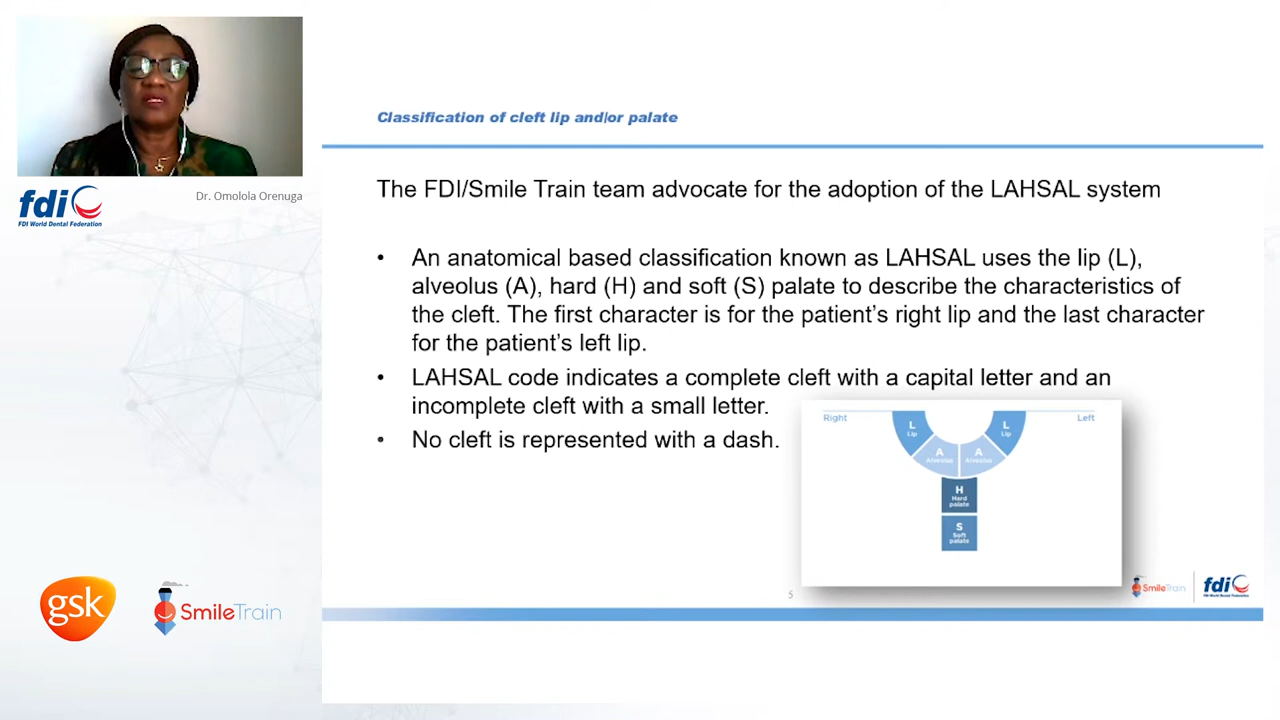 Classification of cleft lip and/or palate
fdi
FDI World Dental Federation
Dr. Omolola Orenuga
The FDI/Smile Train team advocate for the adoption of the LAHSAL system
• An anatomical based classification known as LAHSAL uses the lip (L),
alveolus (A), hard (H) and soft (S) palate to describe the characteristics of
the cleft. The first character is for the patient’s right lip and the last character
for the patient’s left lip.
• LAHSAL code indicates a complete cleft with a capital letter and an
incomplete cleft with a small letter.
• No cleft is represented with a dash.
Right
Left
L
Lip
L
Lip
A
Alveolus
A
Alveolus
H
Hard
palate
S
Soft
palate
5
SmileTrain
fdi
FDI World Dental Federation
gsk
SmileTrain